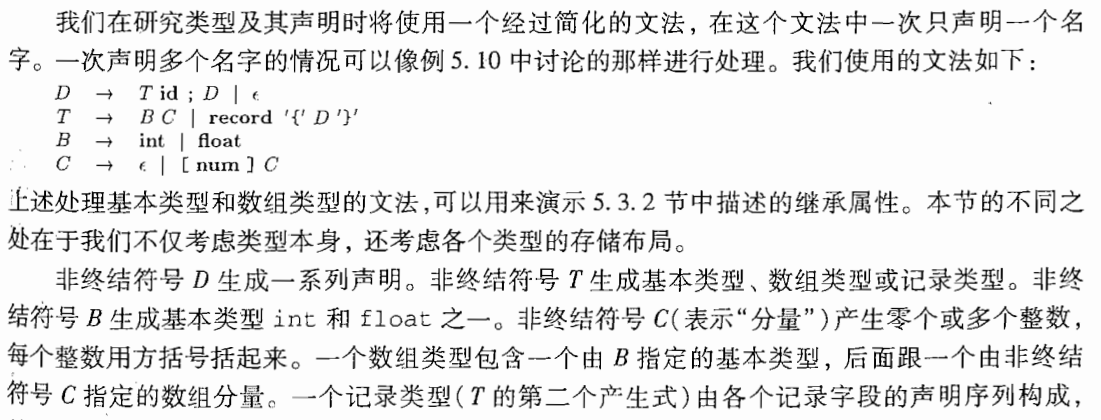 我们在研究类型及其声明时将使用一个经过简化的文法，在这个文法中一次只声明一个名
字。一次声明多个名字的情况可以像例 5.10 中讨论的那样进行处理。我们使用的文法如下：
D → T id ; D | ϵ
T → B C | record '{' D '}'
B → int | float
C → ϵ | [ num ] C
上述处理基本类型和数组类型的文法，可以用来演示 5.3.2 节中描述的继承属性。本节的不同之
处在于我们不仅考虑类型本身，还考虑各个类型的存储布局。
非终结符号 D 生成一系列声明。非终结符号 T 生成基本类型、数组类型或记录类型。非终
结符号 B 生成基本类型 int 和 float 之一。非终结符号 C(表示“分量”)产生零个或多个整数，
每个整数用方括号括起来。一个数组类型包含一个由 B 指定的基本类型，后面跟一个由非终结
符号 C 指定的数组分量。一个记录类型(T 的第二个产生式)由各个记录字段的声明序列构成，